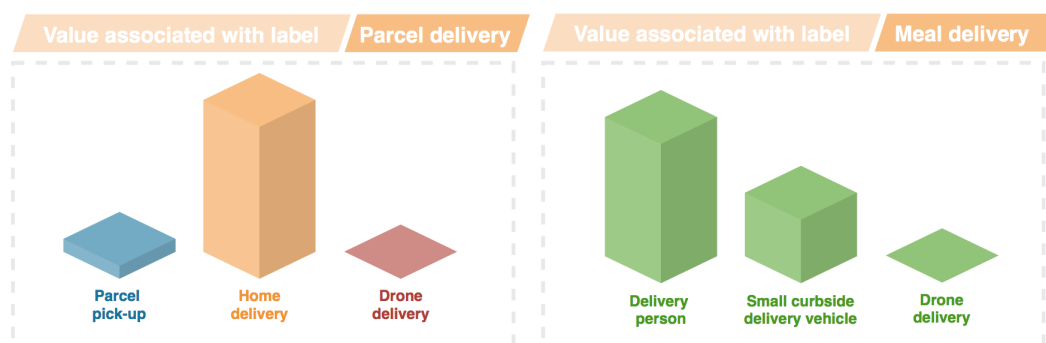 Value associated with label
Parcel delivery
Parcel
pick-up
Home
delivery
Drone
delivery
Value associated with label
Meal delivery
Delivery
person
Small curbside
delivery vehicle
Drone
delivery